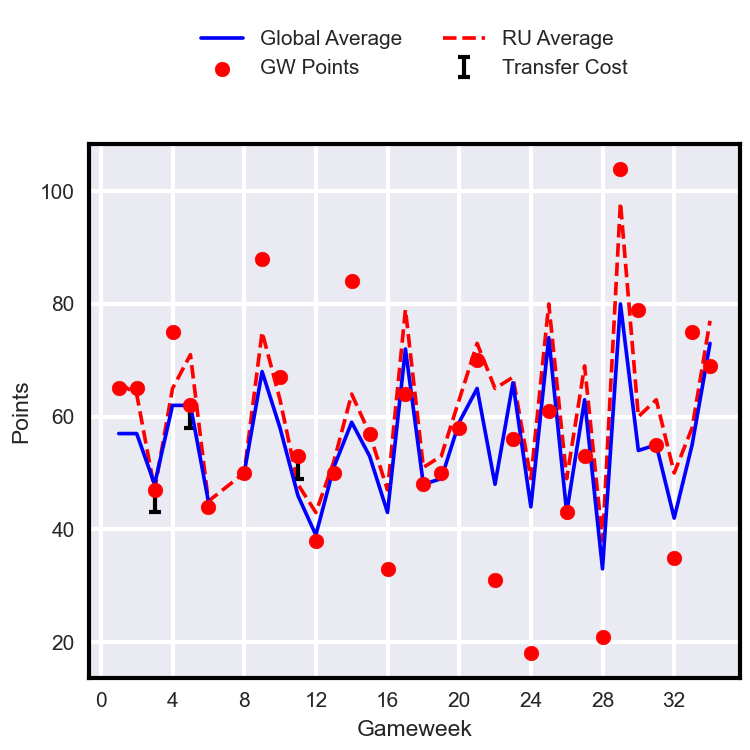 Global Average RU Average
GW Points Transfer Cost
100
80
60
40
20
Points
0 4 8 12 16 20 24 28 32
Gameweek